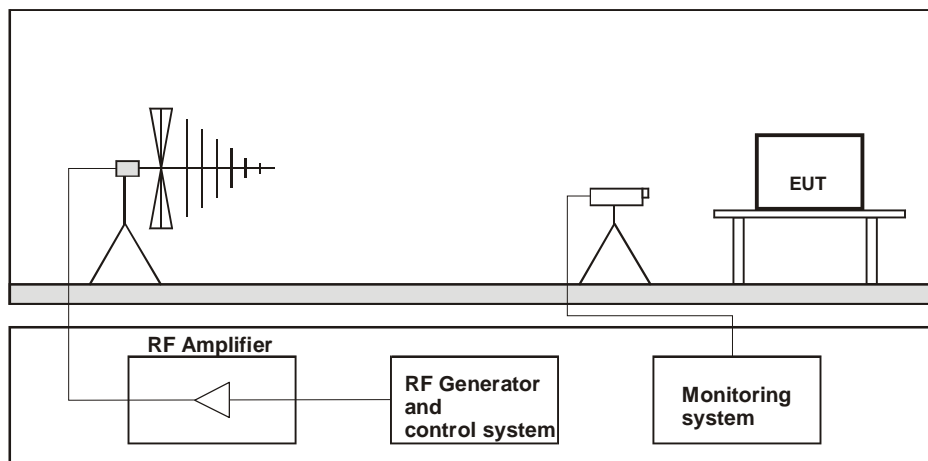 EUT
RF Amplifier
RF Generator
and
control system
Monitoring
system